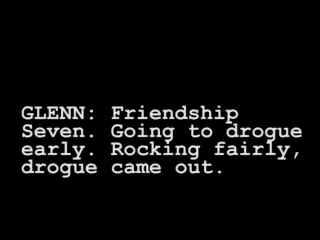 GLENN: Friendship
Seven. Going to drogue
early. Rocking fairly,
drogue came out.